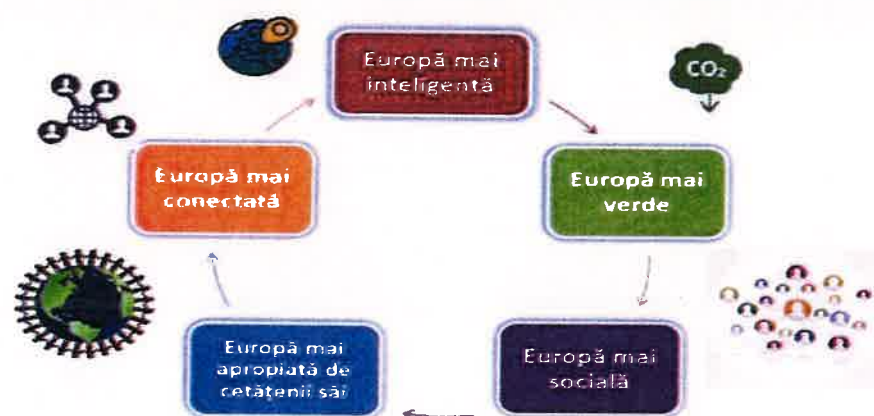 Europă mai
inteligentă
CO₂
Europă mai
conectată
Europă mai
verde
Europă mai
apropiată de
cetățenii săi
Europă mai
socială